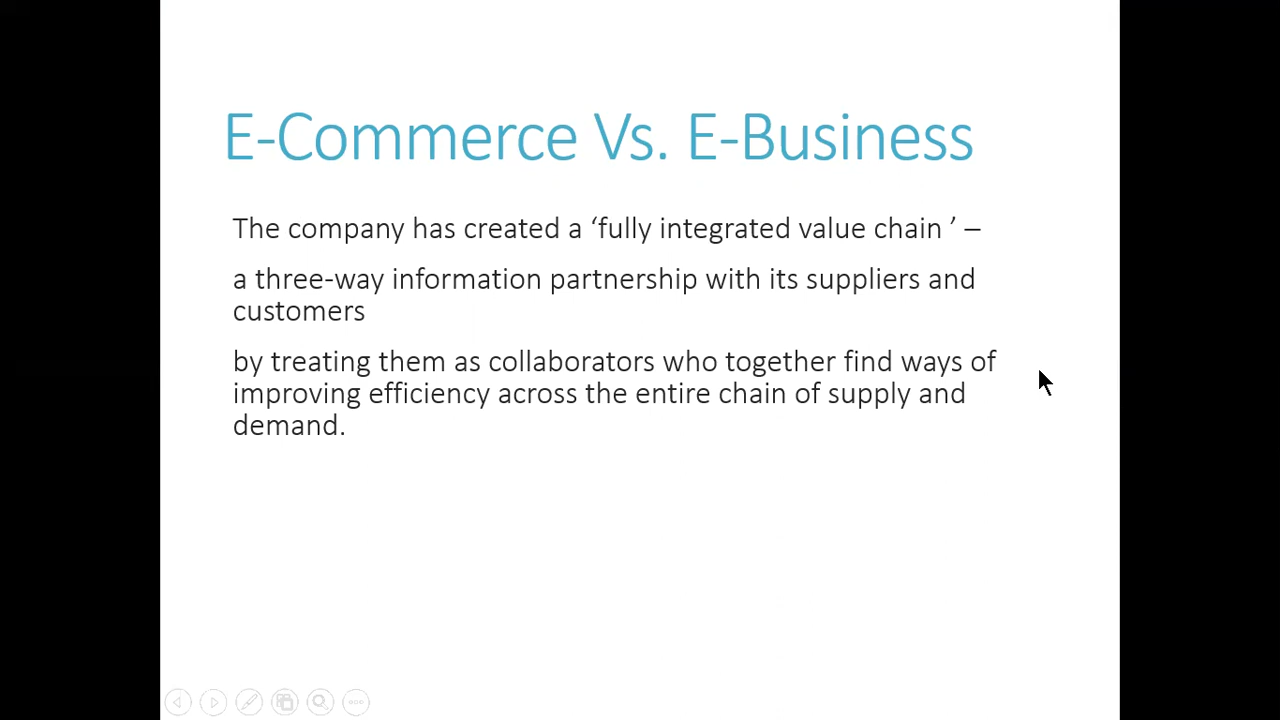 E-Commerce Vs. E-Business
The company has created a ‘fully integrated value chain ’ –
a three-way information partnership with its suppliers and
customers
by treating them as collaborators who together find ways of
improving efficiency across the entire chain of supply and
demand.